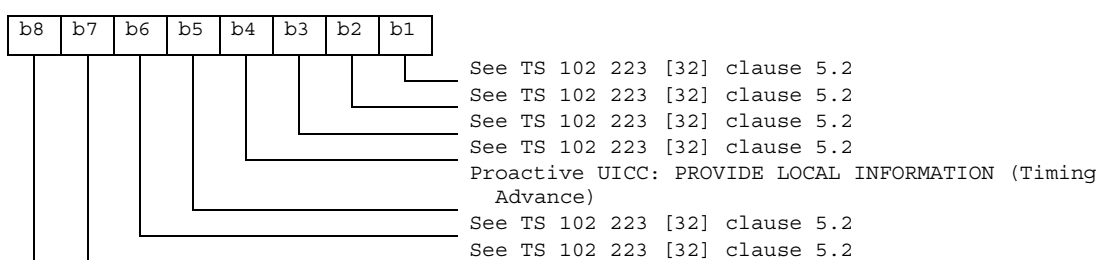 b8 b7 b6 b5 b4 b3 b2 b1
See TS 102 223 [32] clause 5.2
See TS 102 223 [32] clause 5.2
See TS 102 223 [32] clause 5.2
See TS 102 223 [32] clause 5.2
Proactive UICC: PROVIDE LOCAL INFORMATION (Timing
Advance)
See TS 102 223 [32] clause 5.2
See TS 102 223 [32] clause 5.2